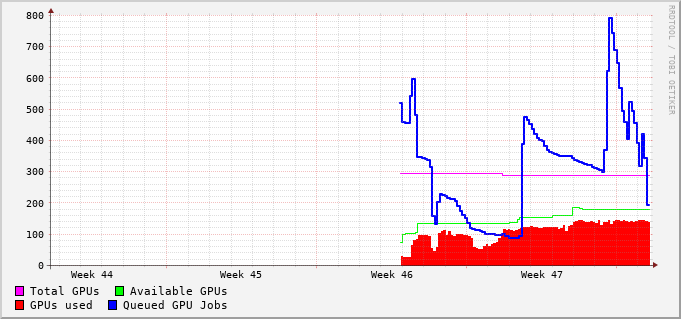 800
700
600
500
400
300
200
100
0
Week 44 Week 45 Week 46 Week 47
Total GPUs Available GPUs
GPUs used Queued GPU Jobs
RRDTOOL / TOBI OETIKER